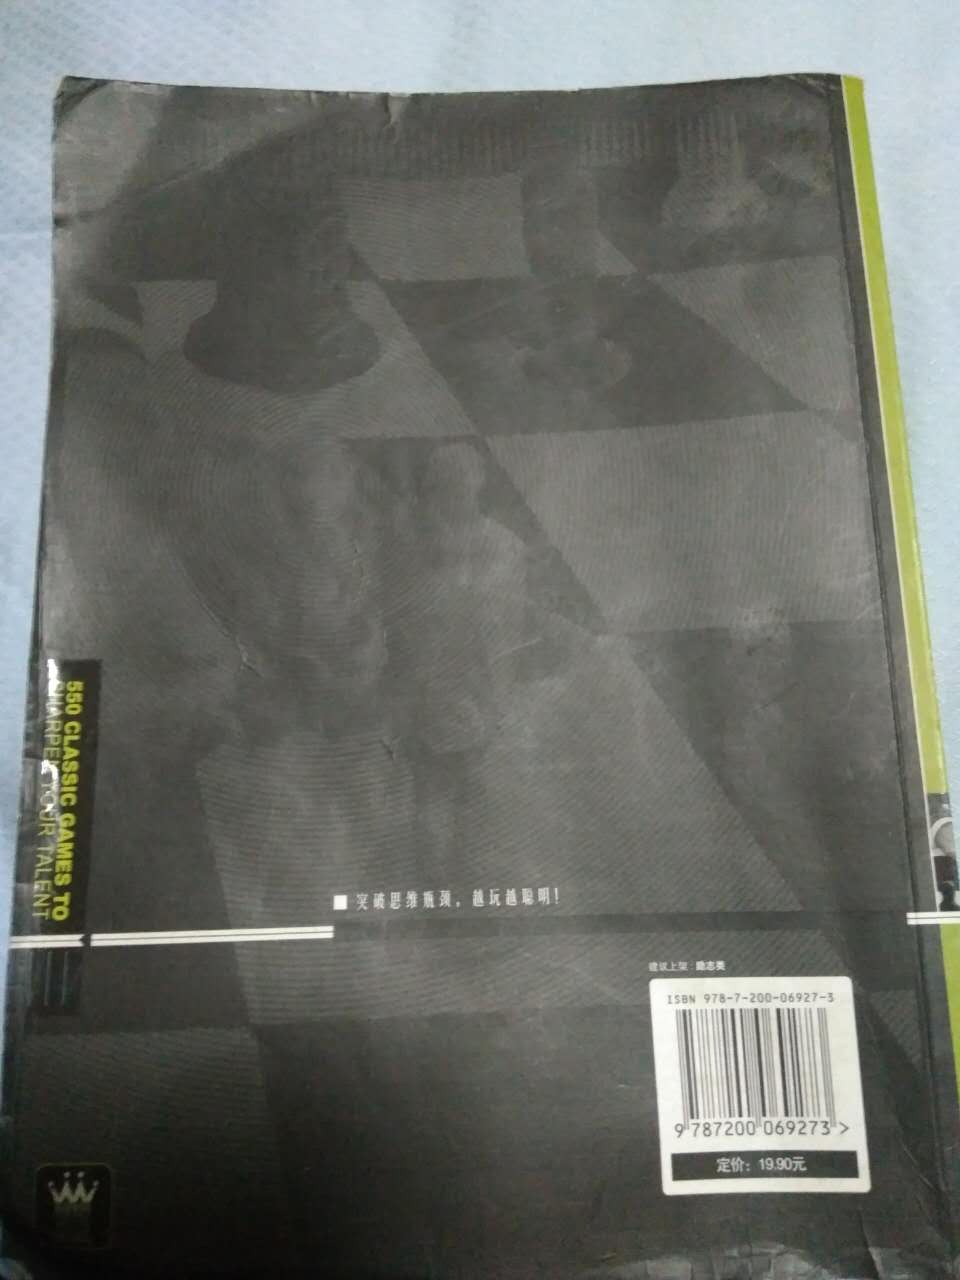 550 CLASSIC GAMES TO
SHARPEN YOUR TALENT
突破思维瓶颈，越玩越聪明！
建议上架：励志类
ISBN 978-7-200-06927-3
9 787200 069273 >
定价：19.90元